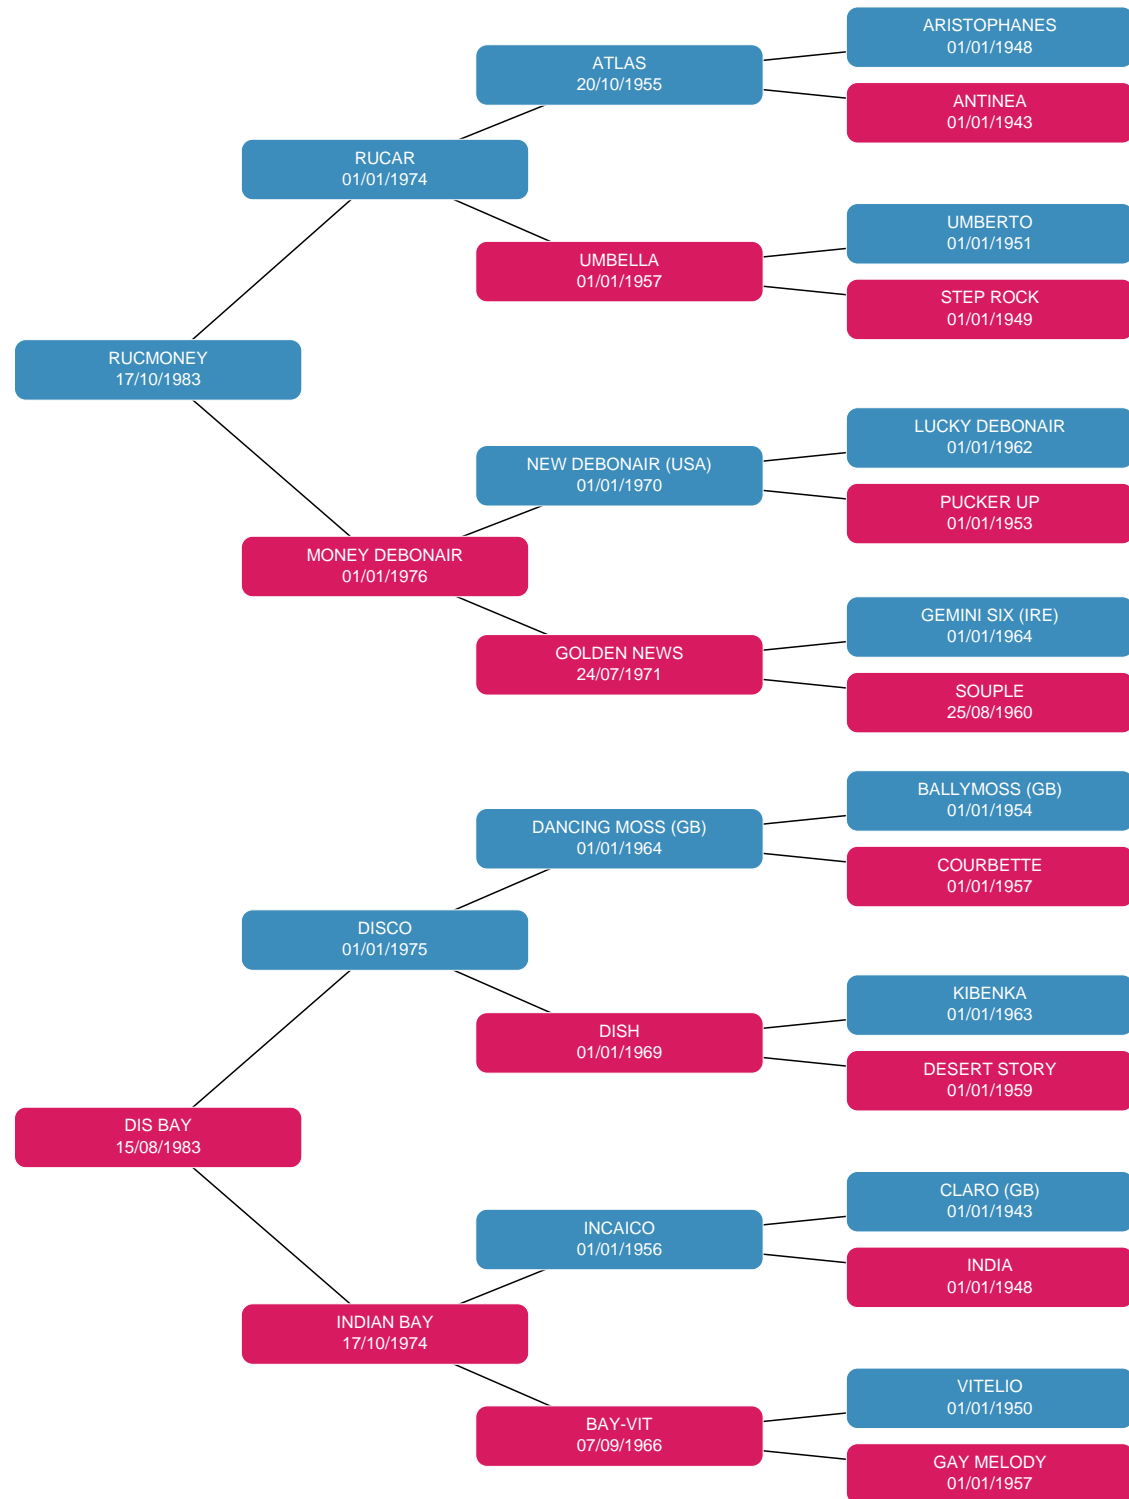 ARISTOPHANES
01/01/1948
ATLAS
20/10/1955
ANTINEA
01/01/1943
RUCAR
01/01/1974
UMBERTO
01/01/1951
UMBELLA
01/01/1957
STEP ROCK
01/01/1949
RUCMONEY
17/10/1983
LUCKY DEBONAIR
01/01/1962
NEW DEBONAIR (USA)
01/01/1970
PUCKER UP
01/01/1953
MONEY DEBONAIR
01/01/1976
GEMINI SIX (IRE)
01/01/1964
GOLDEN NEWS
24/07/1971
SOUPLE
25/08/1960
BALLYMOSS (GB)
01/01/1954
DANCING MOSS (GB)
01/01/1964
COURBETTE
01/01/1957
DISCO
01/01/1975
KIBENKA
01/01/1963
DISH
01/01/1969
DESERT STORY
01/01/1959
DIS BAY
15/08/1983
CLARO (GB)
01/01/1943
INCAICO
01/01/1956
INDIA
01/01/1948
INDIAN BAY
17/10/1974
VITELIO
01/01/1950
BAY-VIT
07/09/1966
GAY MELODY
01/01/1957